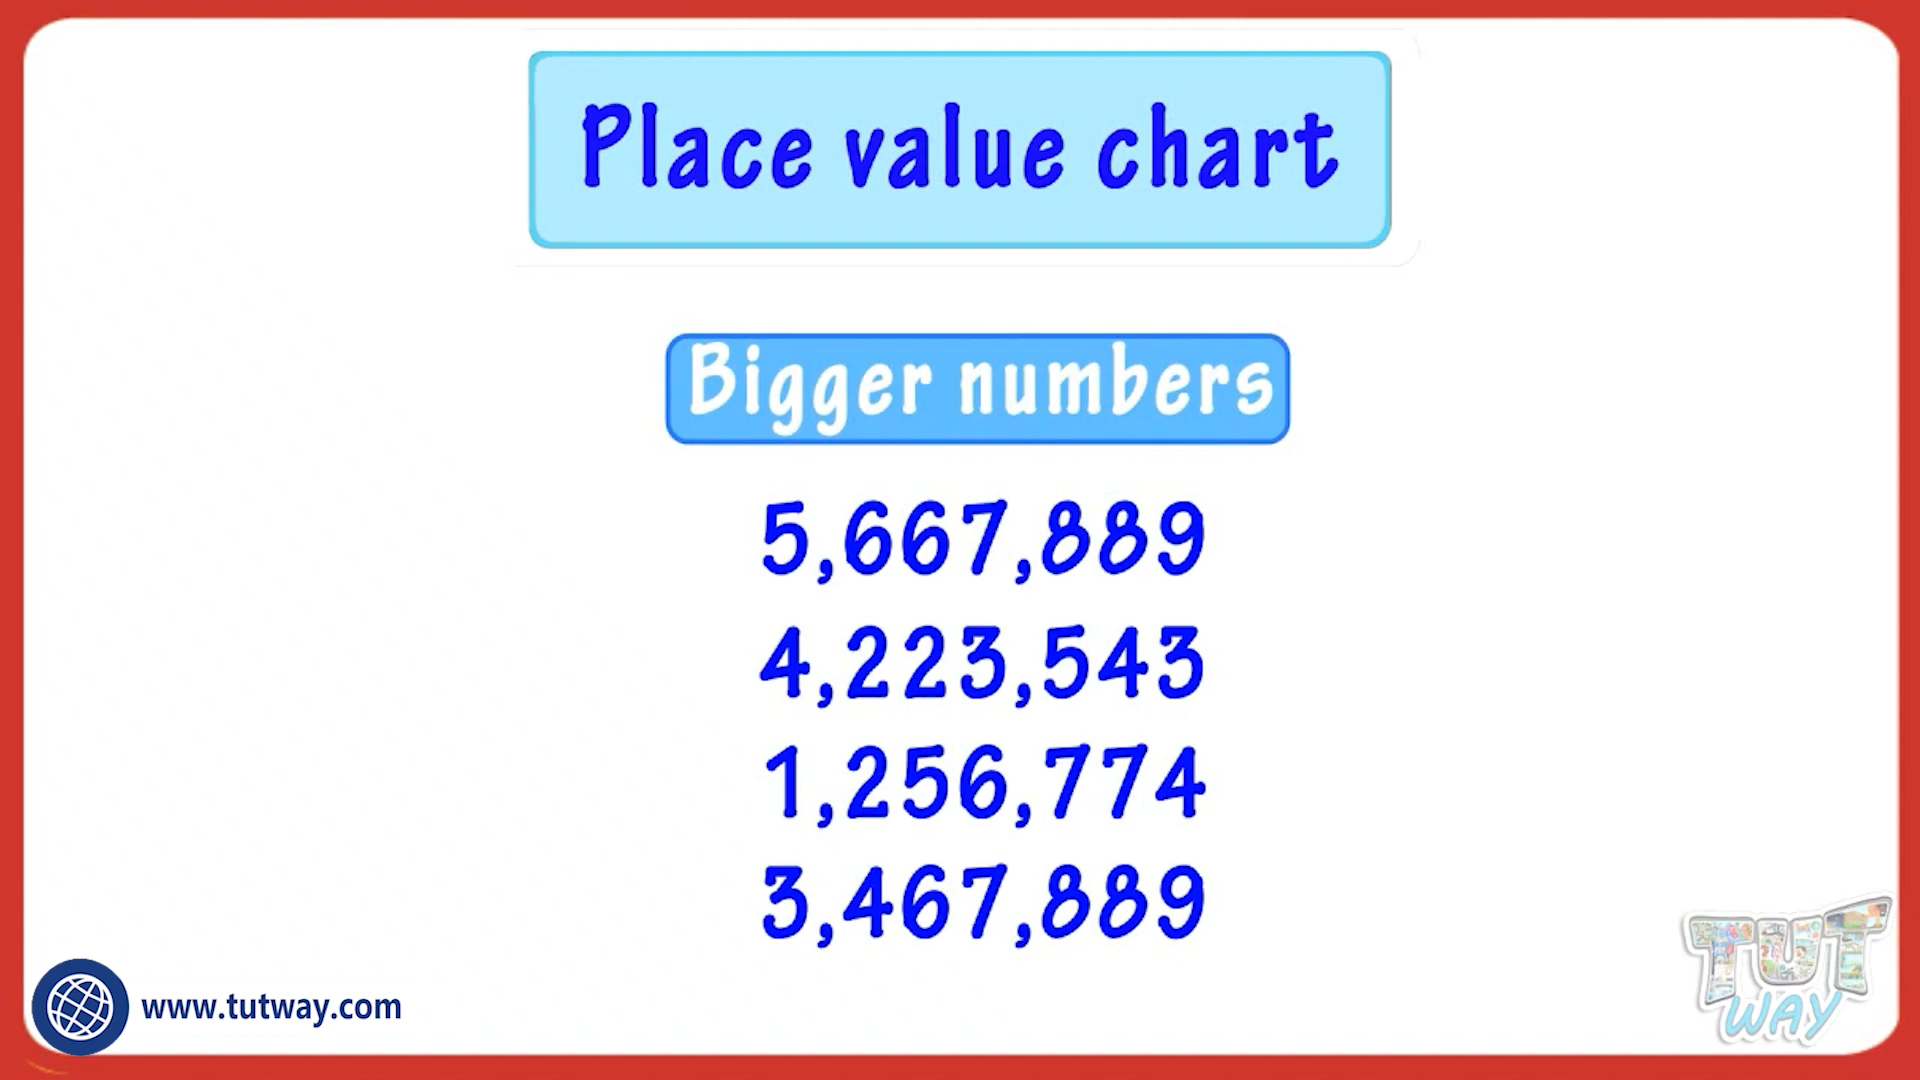 Place value chart
Bigger numbers
5,667,889
4,223,543
1,256,774
3,467,889
www.tutway.com
TUT
WAY